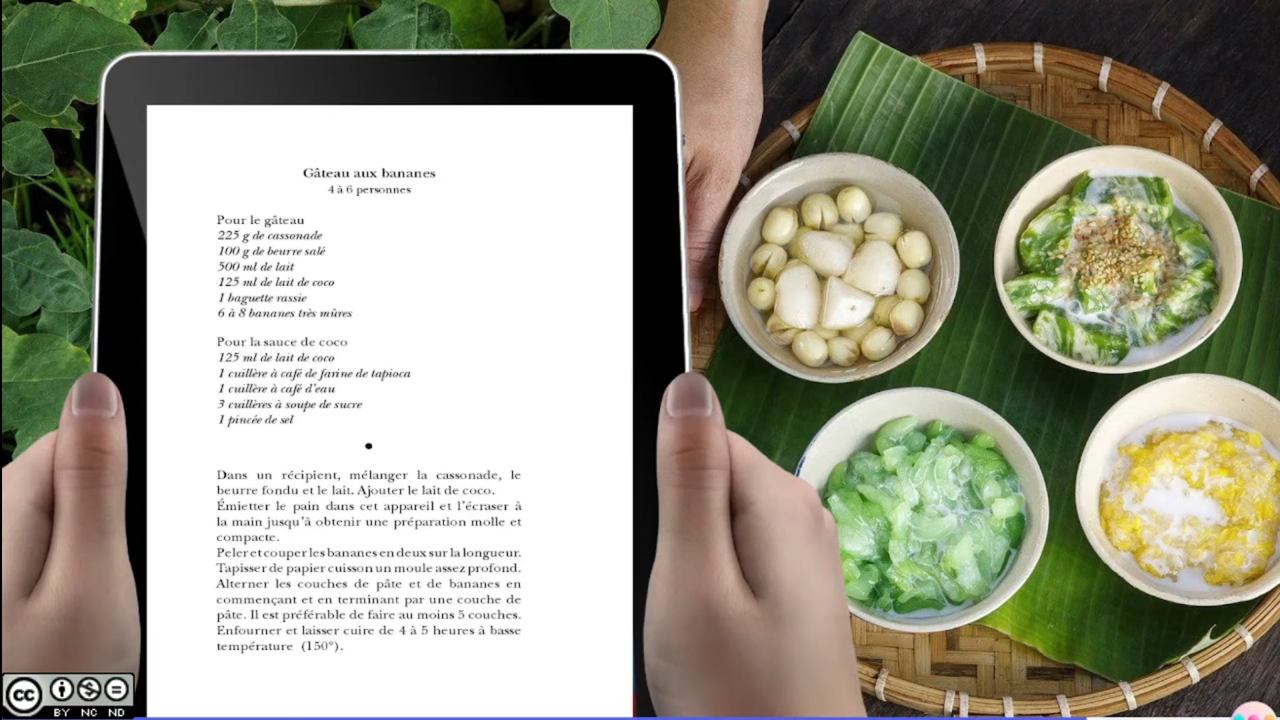 Gâteau aux bananes
4 à 6 personnes
Pour le gâteau
225 g de cassonade
100 g de beurre salé
500 ml de lait
125 ml de lait de coco
1 baguette rassie
6 à 8 bananes très mûres
Pour la sauce de coco
125 ml de lait de coco
1 cuillère à café de farine de tapioca
1 cuillère à café d'eau
3 cuillères à soupe de sucre
1 pincée de sel
Dans un récipient, mélanger la cassonade, le
beurre fondu et le lait. Ajouter le lait de coco.
Émietter le pain dans cet appareil et l'écraser à
la main jusqu'à obtenir une préparation molle et
compacte.
Peler et couper les bananes en deux sur la longueur.
Tapisser de papier cuisson un moule assez profond.
Alterner les couches de pâte et de bananes en
commençant et en terminant par une couche de
pâte. Il est préférable de faire au moins 5 couches.
Enfourner et laisser cuire de 4 à 5 heures à basse
température (150°).
cc
BY NC ND